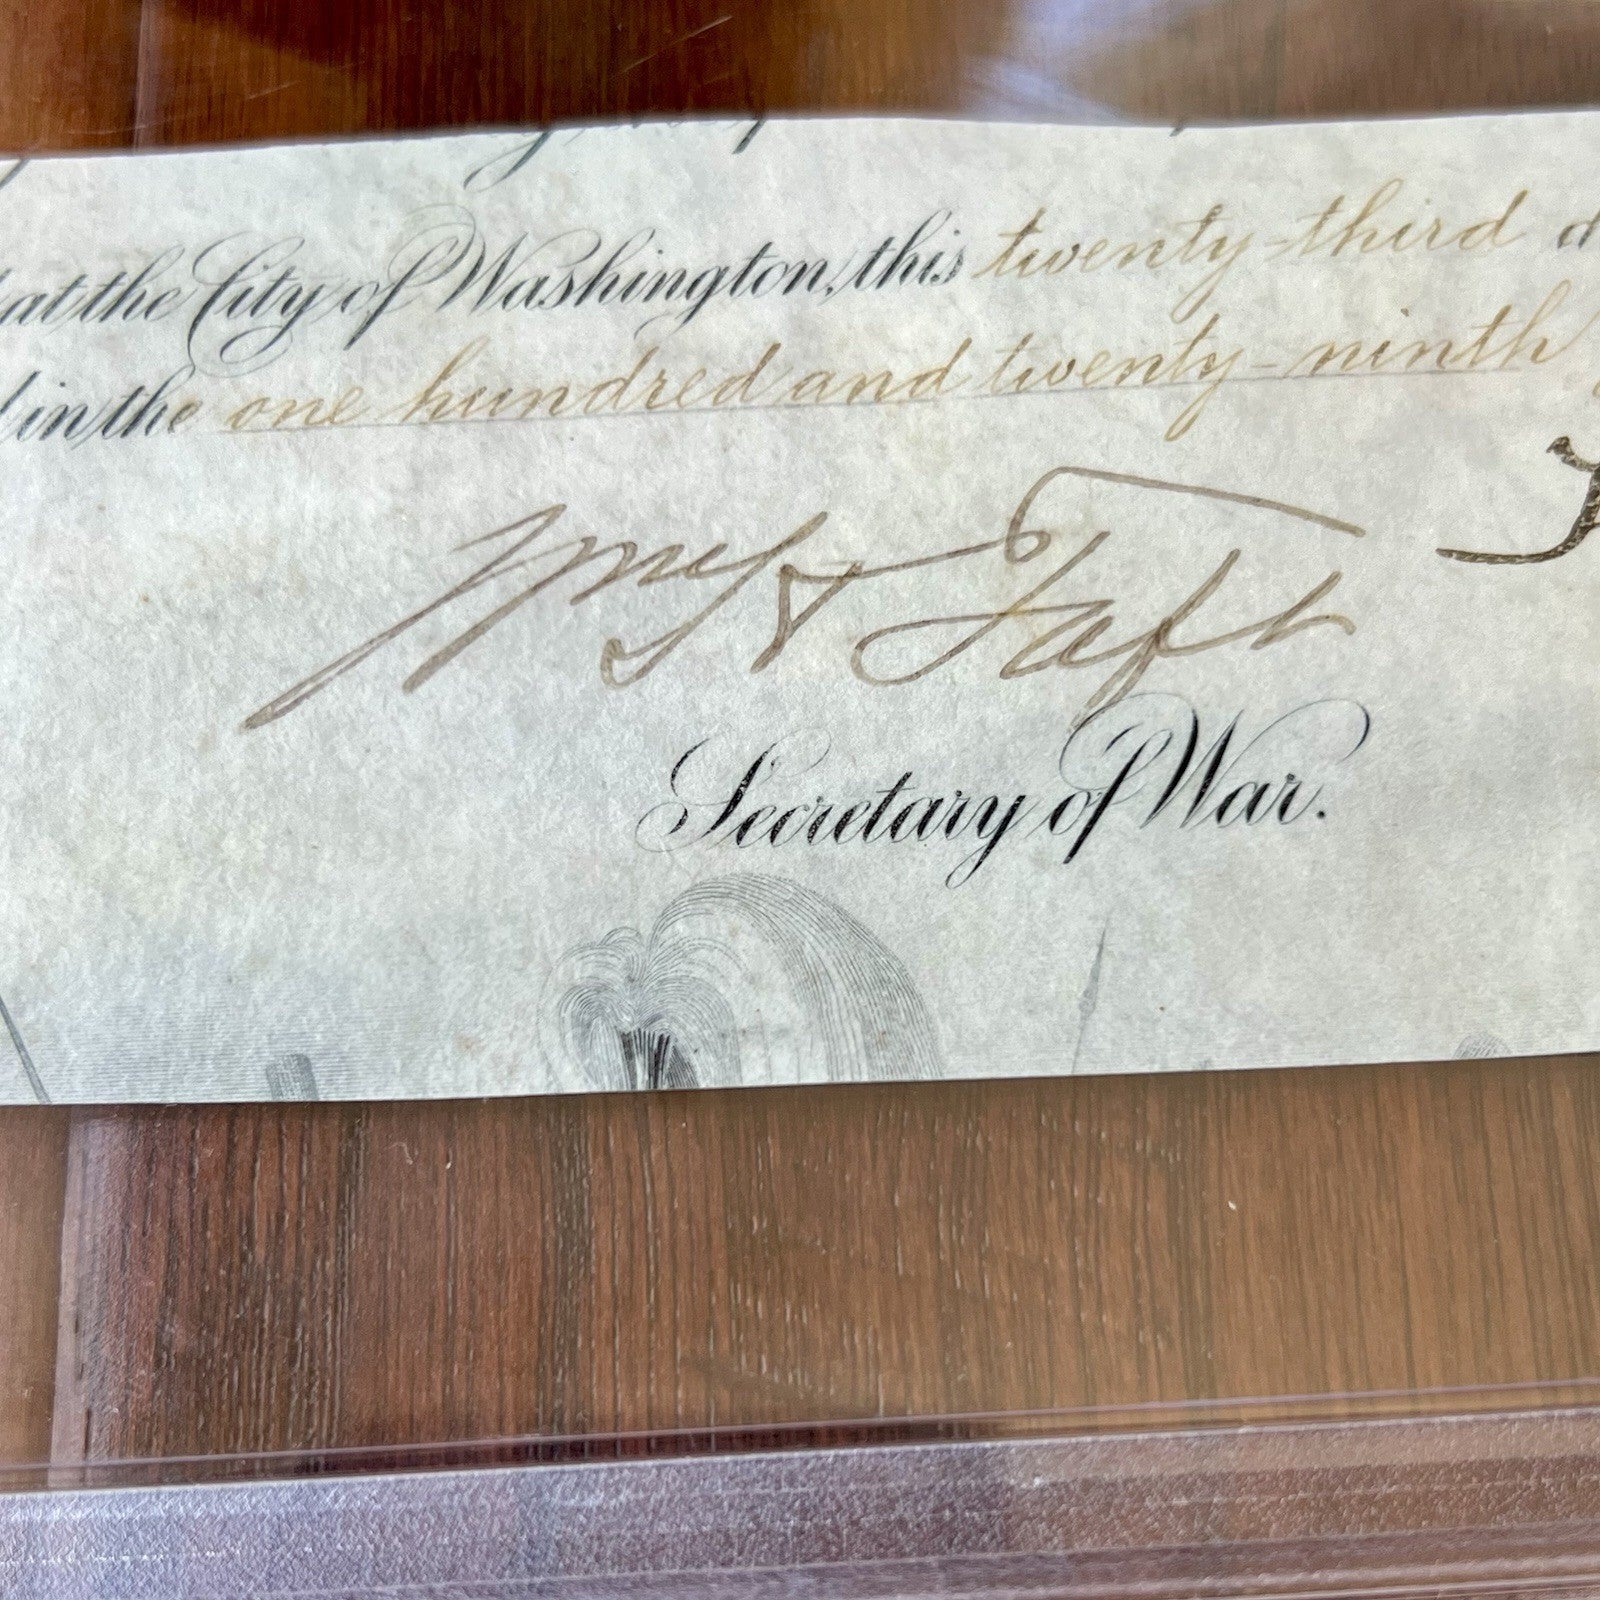 at the City of Washington, this twenty-third d
in the one hundred and twenty-ninth
Wm H Taft
Secretary of War.